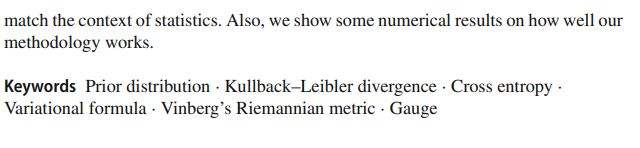 match the context of statistics. Also, we show some numerical results on how well our
methodology works.
Keywords Prior distribution · Kullback–Leibler divergence · Cross entropy ·
Variational formula · Vinberg's Riemannian metric · Gauge